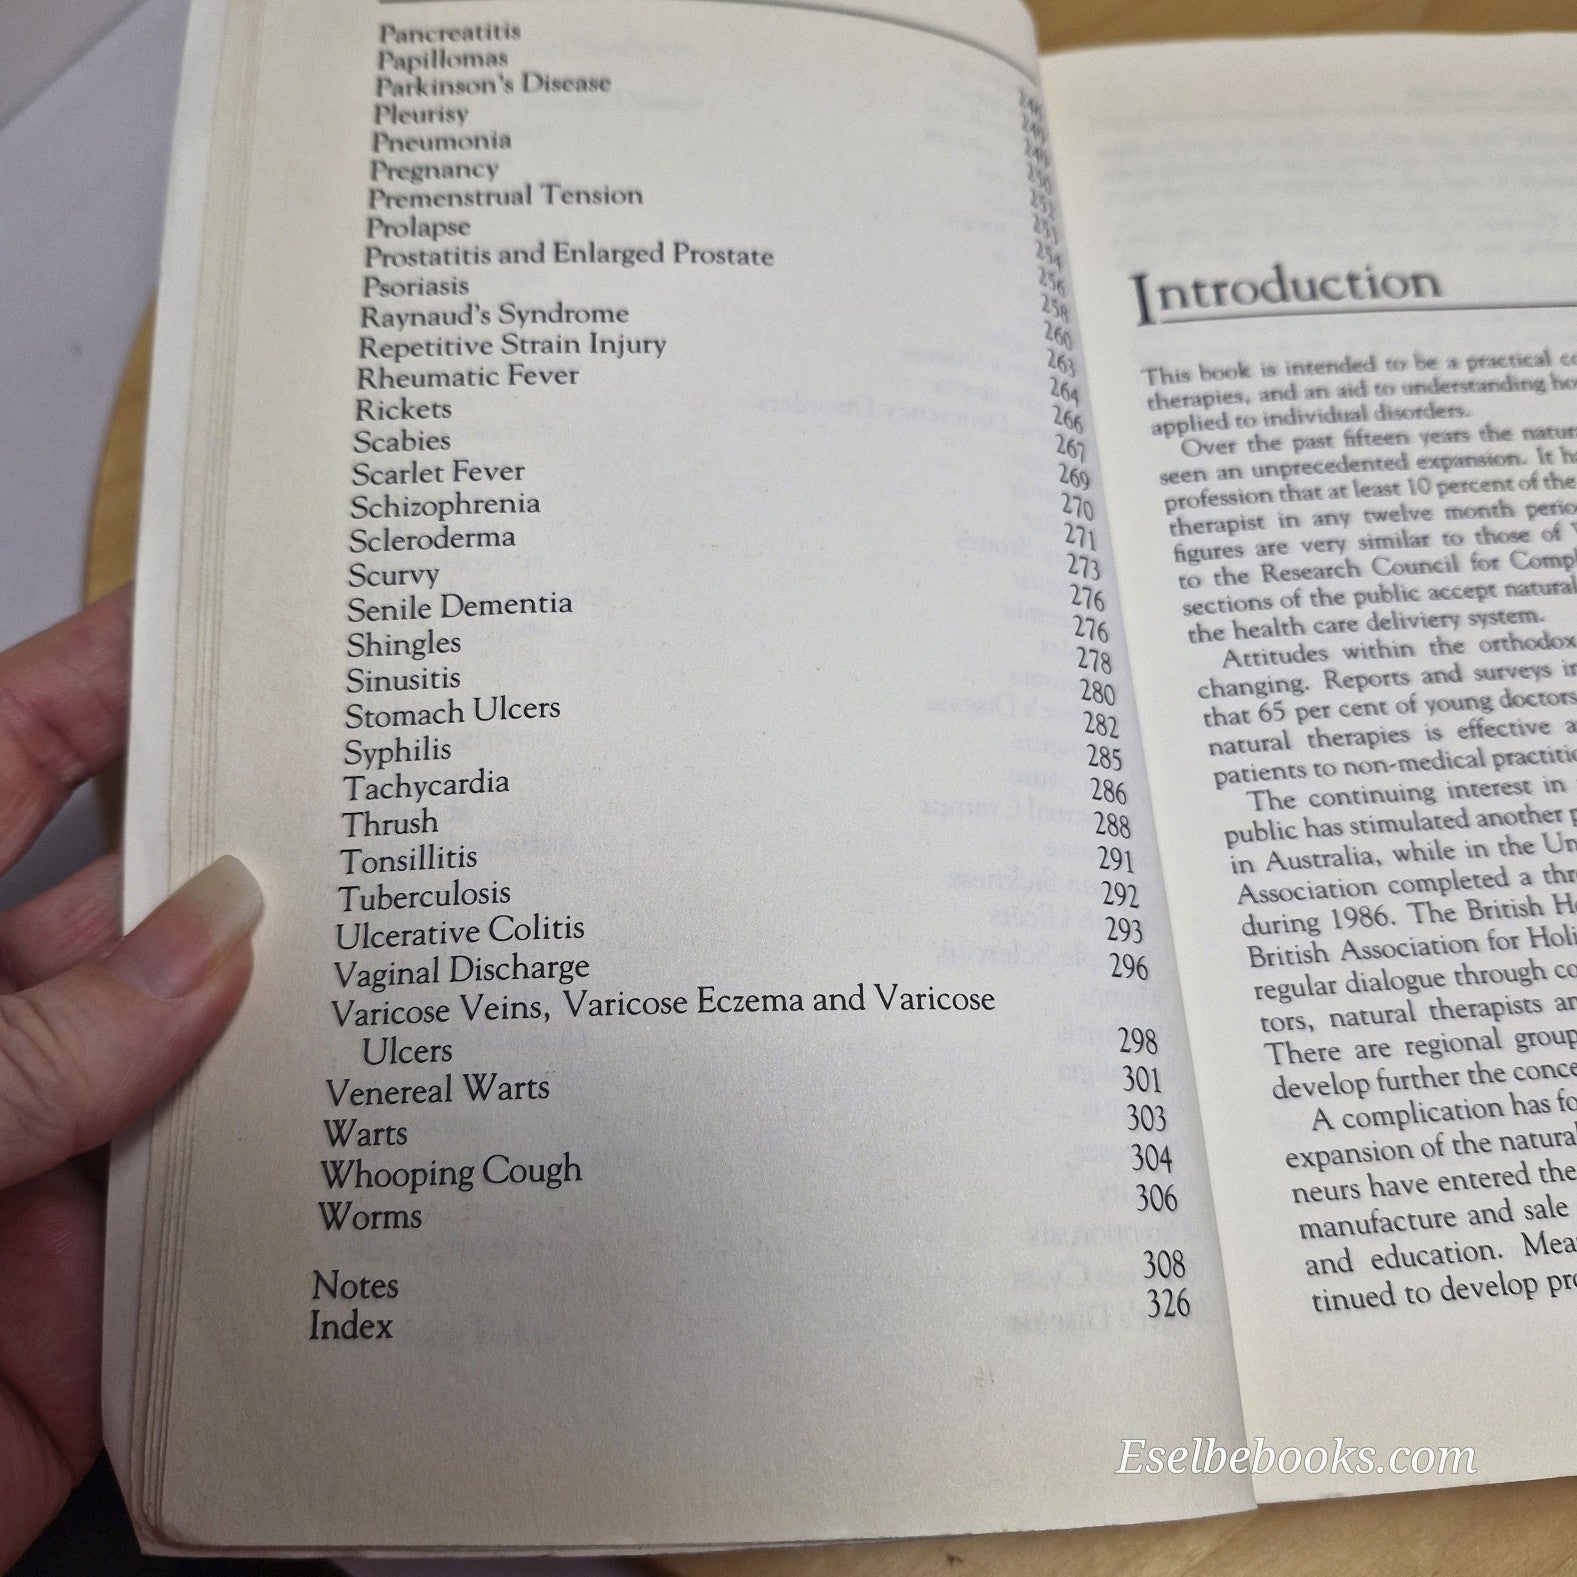 Pancreatitis
Papillomas
Parkinson's Disease
Pleurisy 250
Pneumonia 252
Pregnancy
Premenstrual Tension 254
Prolapse 256
Prostatitis and Enlarged Prostate 258
Psoriasis 260
Raynaud's Syndrome 263
Repetitive Strain Injury 264
Rheumatic Fever 266
Rickets 267
Scabies 269
Scarlet Fever 270
Schizophrenia 271
Scleroderma 273
Scurvy 276
Senile Dementia 276
Shingles 278
Sinusitis 280
Stomach Ulcers 282
Syphilis 285
Tachycardia 286
Thrush 288
Tonsillitis 291
Tuberculosis 292
Ulcerative Colitis 293
Vaginal Discharge 296
Varicose Veins, Varicose Eczema and Varicose
Ulcers 298
Venereal Warts 301
Warts 303
Whooping Cough 304
Worms 306
Notes 308
Index 326
Introduction
This book is intended to be a practical
therapies, and an aid to understanding
applied to individual disorders.
Over the past fifteen years the
seen an unprecedented expansion. It
profession that at least 10 percent of the
therapist in any twelve month
figures are very similar to those of
to the Research Council for
sections of the public accept natural
the health care deliviery system.
Attitudes within the orthodox
changing. Reports and surveys
that 65 per cent of young doctors
natural therapies is effective
patients to non-medical
The continuing interest in
public has stimulated another
in Australia, while in the
Association completed a
during 1986. The British
British Association for
regular dialogue through
tors, natural therapists
There are regional
develop further the
A complication has
expansion of the natural
neurs have entered the
manufacture and sale
and education.
tinued to develop
Eselbebooks.com